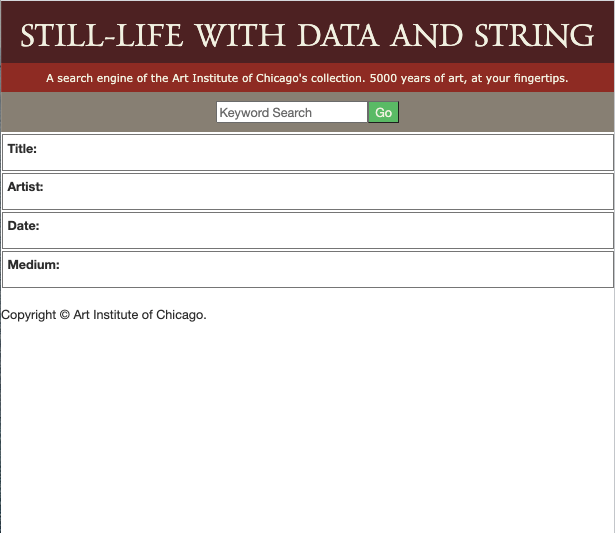 STILL-LIFE WITH DATA AND STRING
A search engine of the Art Institute of Chicago's collection. 5000 years of art, at your fingertips.
Keyword Search Go
Title:
Artist:
Date:
Medium:
Copyright © Art Institute of Chicago.